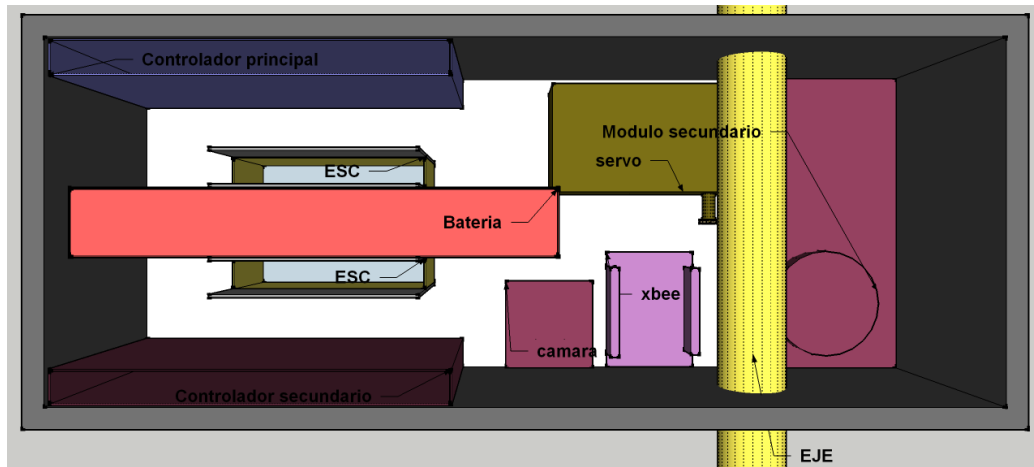 Controlador principal
Modulo secundario
servo
ESC
Bateria
ESC
xbee
camara
Controlador secundario
EJE